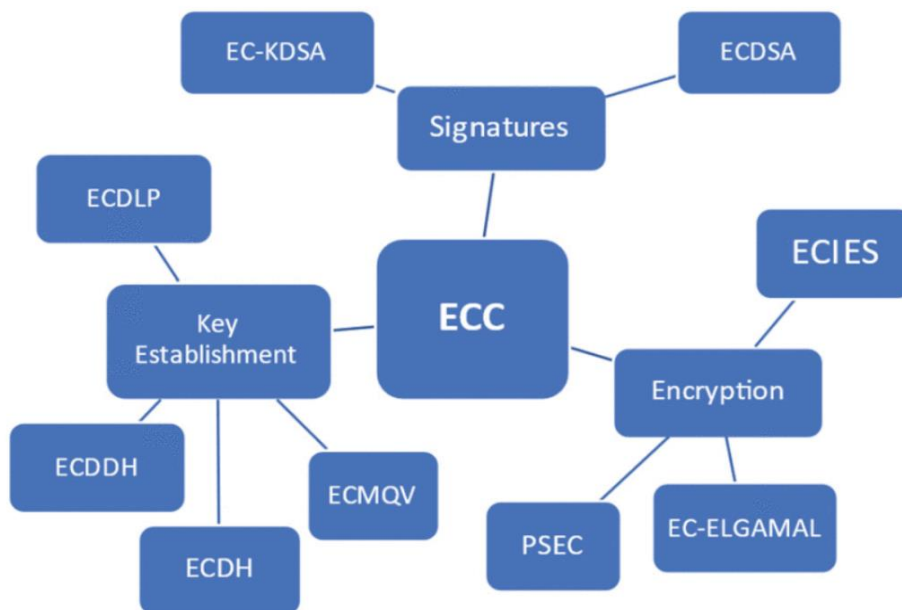 EC-KDSA
ECDSA
Signatures
ECDLP
ECIES
Key
Establishment
ECC
Encryption
ECDDH
ECMQV
ECDH
PSEC
EC-ELGAMAL